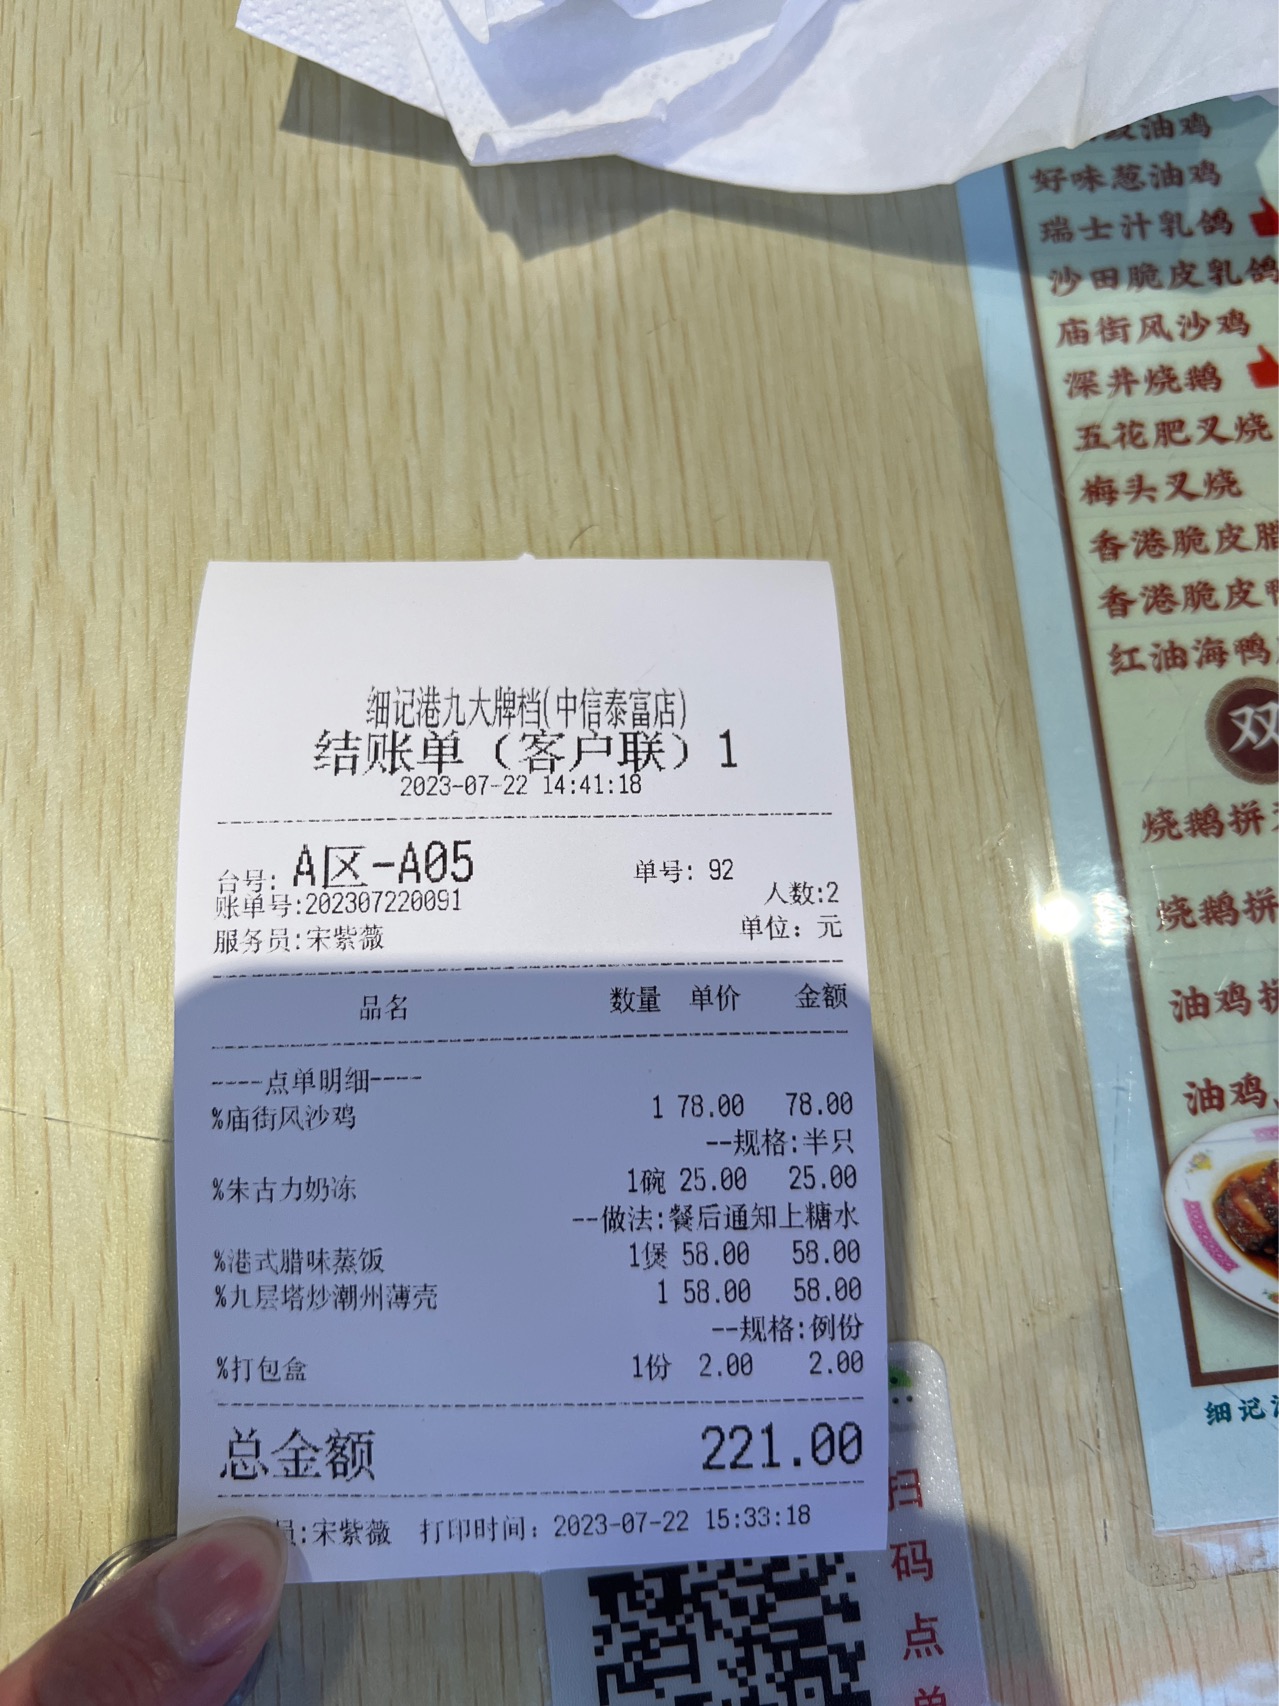 细记港九大牌档(中信泰富店)
结账单（客户联）1
2023-07-22 14:41:18
台号: A区-A05 单号: 92
账单号:202307220091 人数:2
服务员:宋紫薇 单位: 元
品名 数量 单价 金额
----点单明细----
%庙街风沙鸡 1 78.00 78.00
--规格:半只
%朱古力奶冻 1碗 25.00 25.00
--做法:餐后通知上糖水
%港式腊味蒸饭 1煲 58.00 58.00
%九层塔炒潮州薄壳 1 58.00 58.00
--规格:例份
%打包盒 1份 2.00 2.00
总金额 221.00
员:宋紫薇 打印时间: 2023-07-22 15:33:18
油鸡
好味葱油鸡
瑞士汁乳鸽
沙田脆皮乳鸽
庙街风沙鸡
深井烧鹅
五花肥叉烧
梅头叉烧
香港脆皮腊
香港脆皮
红油海鸭
双
烧鹅拼
烧鹅拼
油鸡拼
油鸡
细记
扫
码
点
单